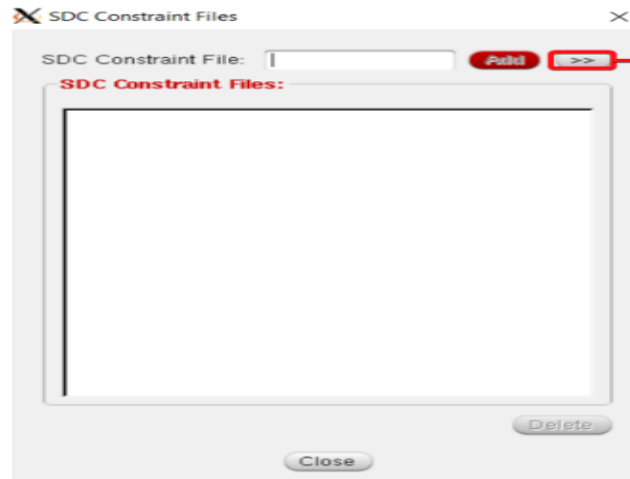 SDC Constraint Files
SDC Constraint File: Add >>
SDC Constraint Files:
Delete
Close